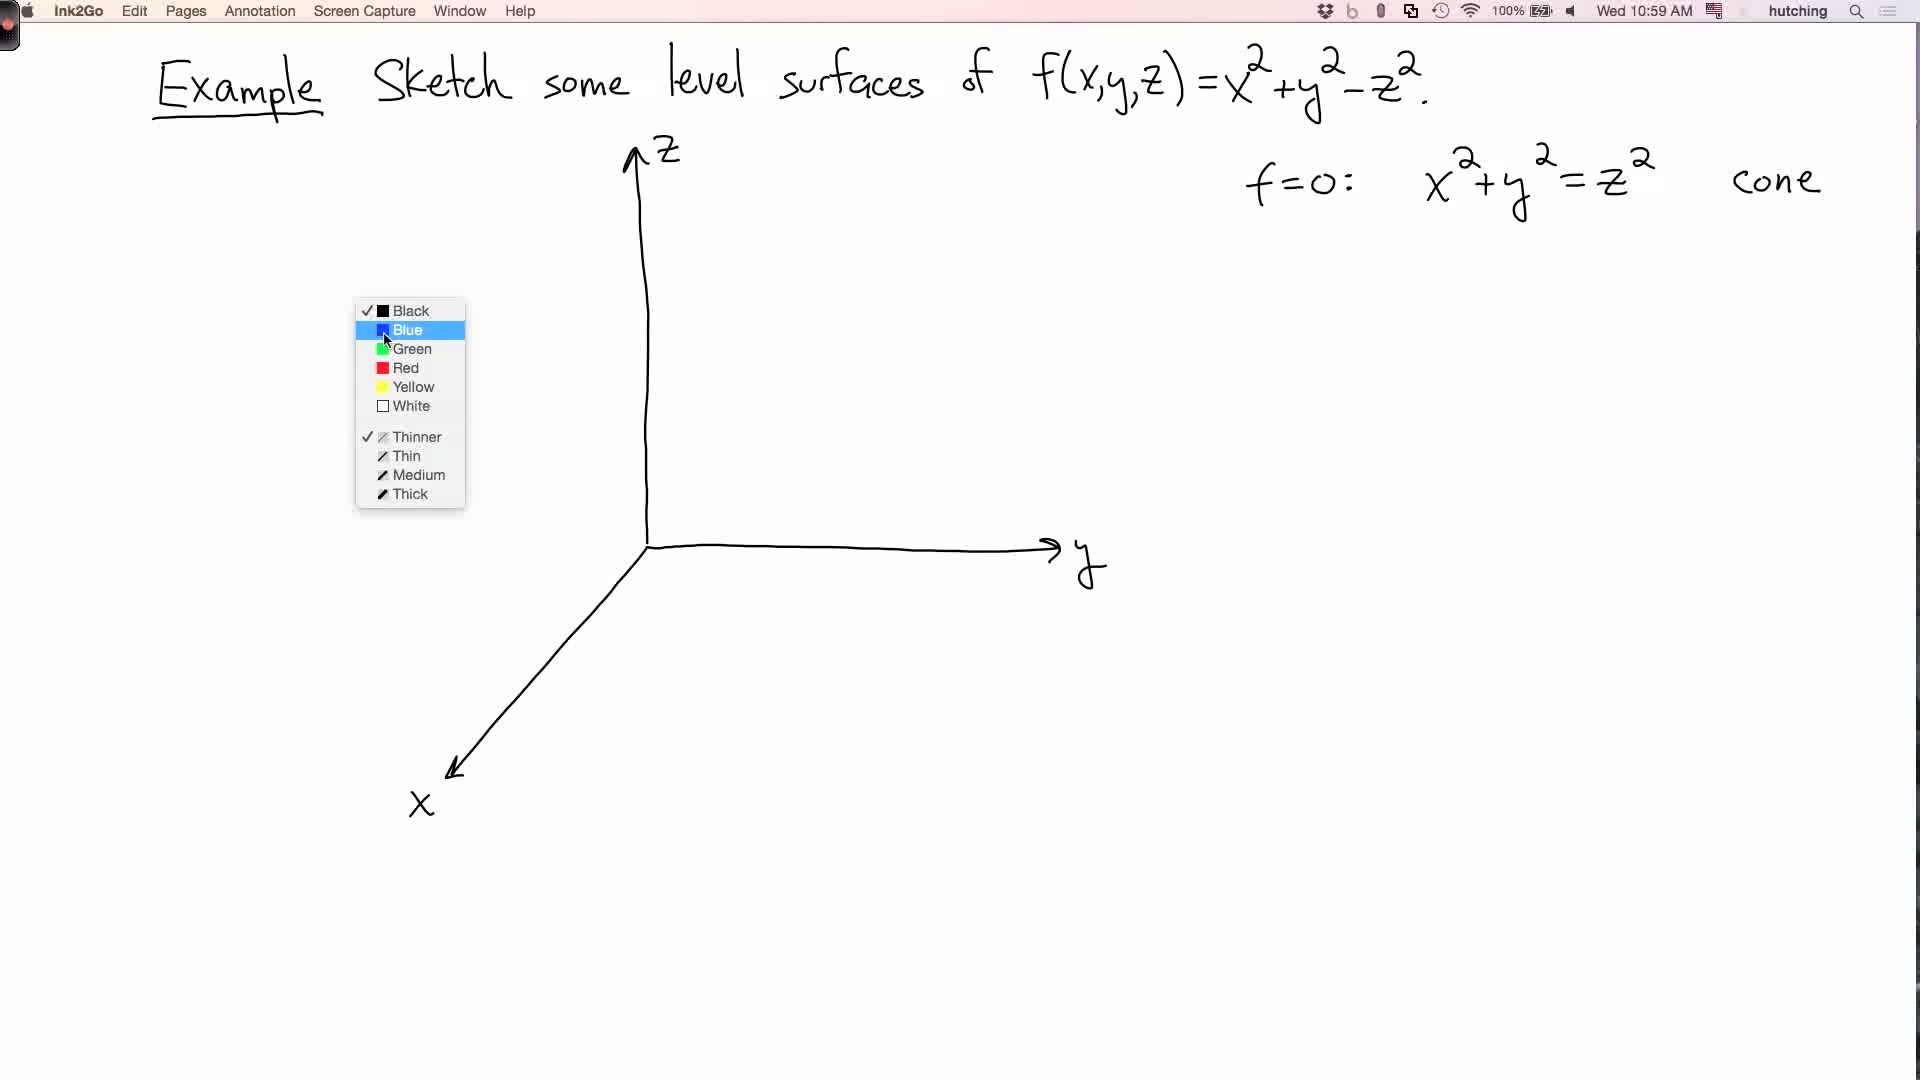 Ink2Go Edit Pages Annotation Screen Capture Window Help 100% Wed 10:59 AM hutching
Example Sketch some level surfaces of f(x,y,z)=x²+y²-z².
z
f=0: x²+y²=z² cone
Black
Blue
Green
Red
Yellow
White
Thinner
Thin
Medium
Thick
y
x